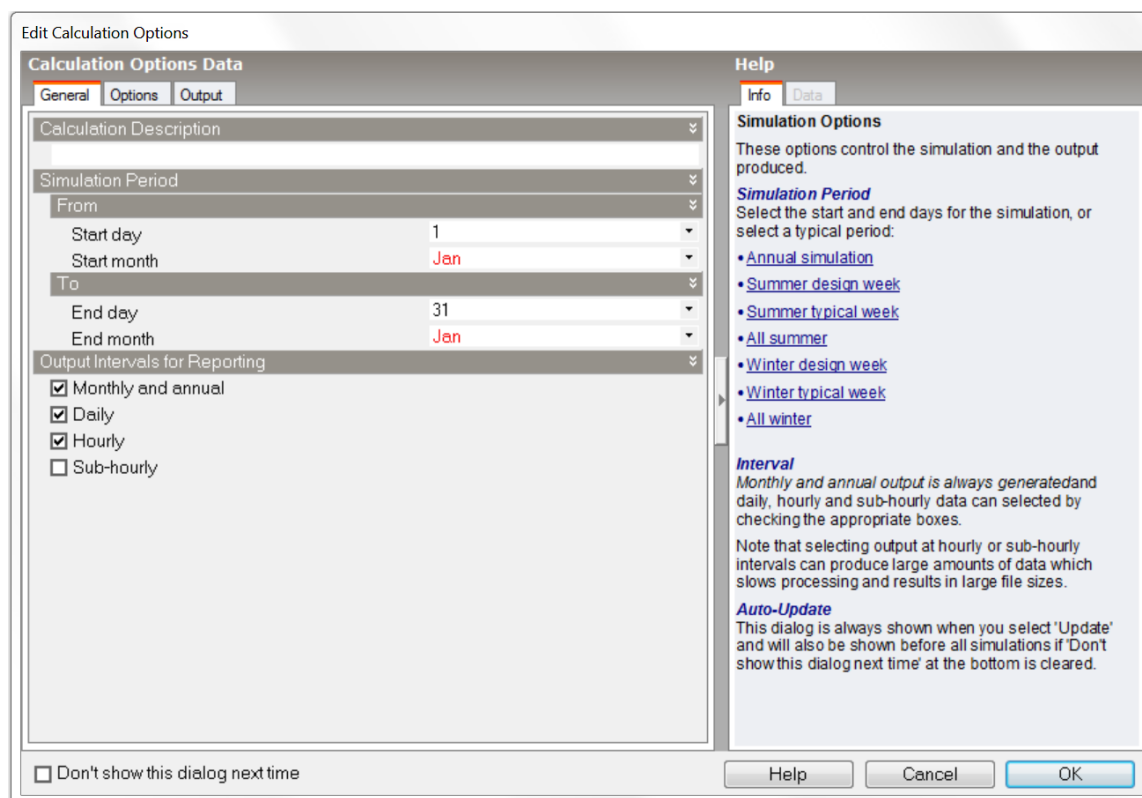 Edit Calculation Options
Calculation Options Data
General Options Output
Calculation Description
Simulation Period
From
Start day 1
Start month Jan
To
End day 31
End month Jan
Output Intervals for Reporting
Monthly and annual
Daily
Hourly
Sub-hourly
Don't show this dialog next time
Help
Info Data
Simulation Options
These options control the simulation and the output
produced.
Simulation Period
Select the start and end days for the simulation, or
select a typical period:
• Annual simulation
• Summer design week
• Summer typical week
• All summer
• Winter design week
• Winter typical week
• All winter
Interval
Monthly and annual output is always generatedand
daily, hourly and sub-hourly data can selected by
checking the appropriate boxes.
Note that selecting output at hourly or sub-hourly
intervals can produce large amounts of data which
slows processing and results in large file sizes.
Auto-Update
This dialog is always shown when you select 'Update'
and will also be shown before all simulations if 'Don't
show this dialog next time' at the bottom is cleared.
Help Cancel OK